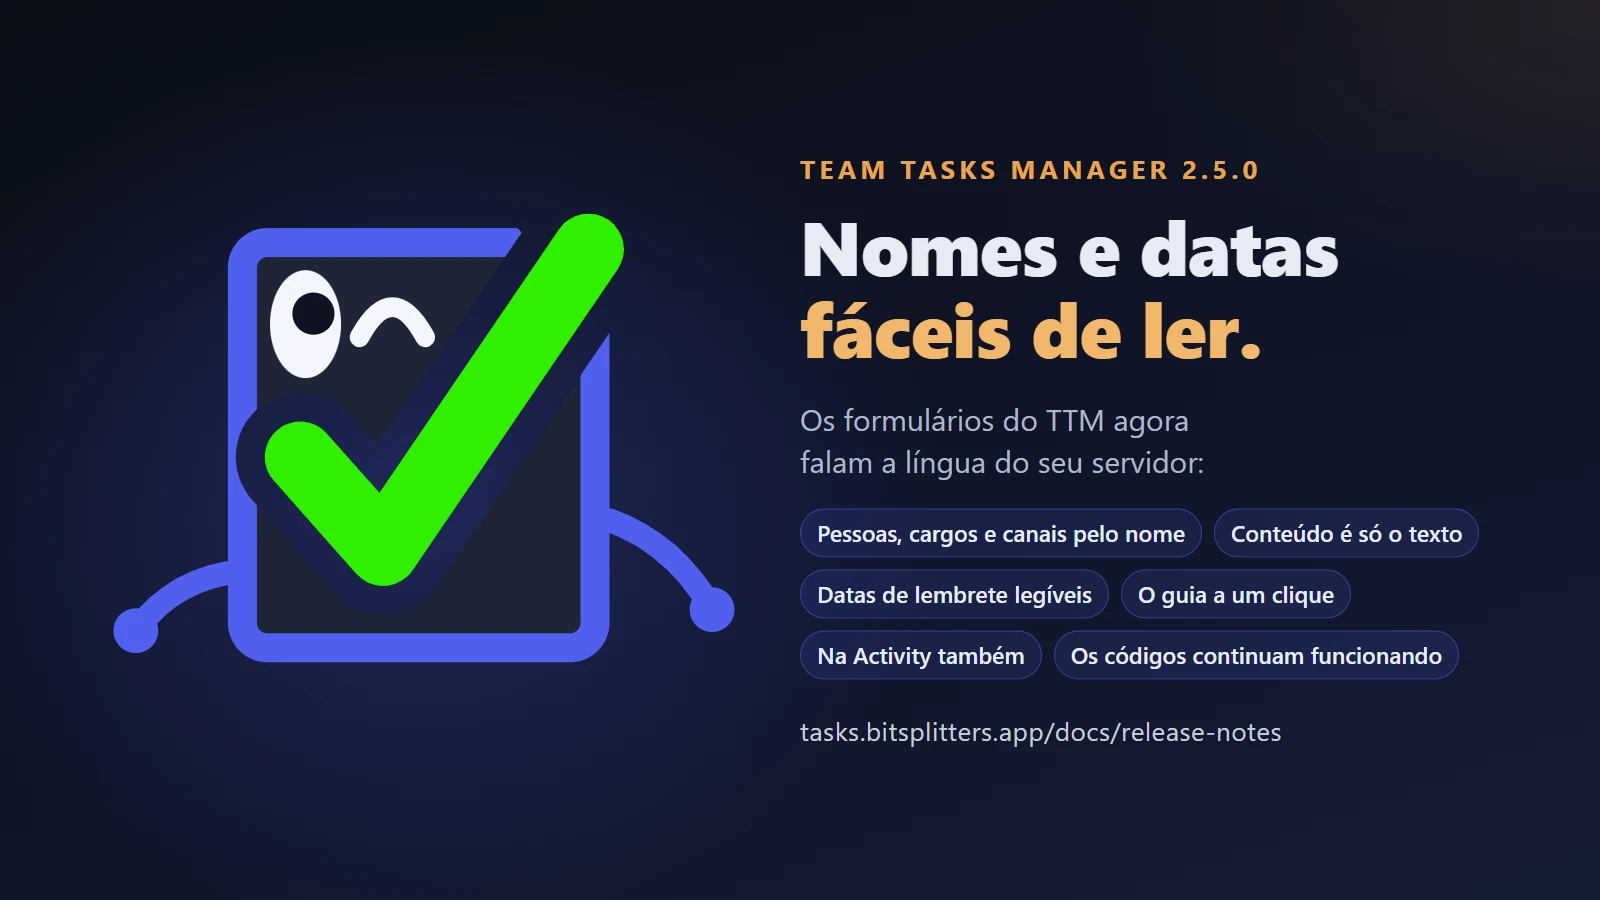 TEAM TASKS MANAGER 2.5.0
Nomes e datas
fáceis de ler.
Os formulários do TTM agora
falam a língua do seu servidor:
Pessoas, cargos e canais pelo nome
Conteúdo é só o texto
Datas de lembrete legíveis
O guia a um clique
Na Activity também
Os códigos continuam funcionando
tasks.bitsplitters.app/docs/release-notes